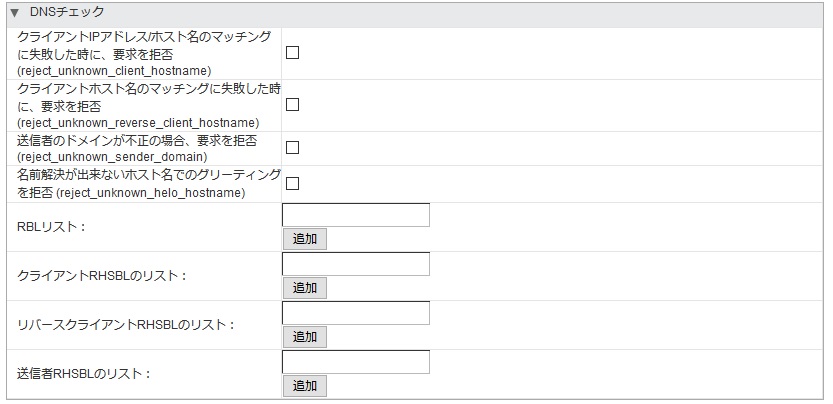 ▼ DNSチェック
クライアントIPアドレス/ホスト名のマッチング
に失敗した時に、要求を拒否
(reject_unknown_client_hostname)
クライアントホスト名のマッチングに失敗した時
に、要求を拒否
(reject_unknown_reverse_client_hostname)
送信者のドメインが不正の場合、要求を拒否
(reject_unknown_sender_domain)
名前解決が出来ないホスト名でのグリーティング
を拒否 (reject_unknown_helo_hostname)
RBLリスト：
追加
クライアントRHSBLのリスト：
追加
リバースクライアントRHSBLのリスト：
追加
送信者RHSBLのリスト：
追加